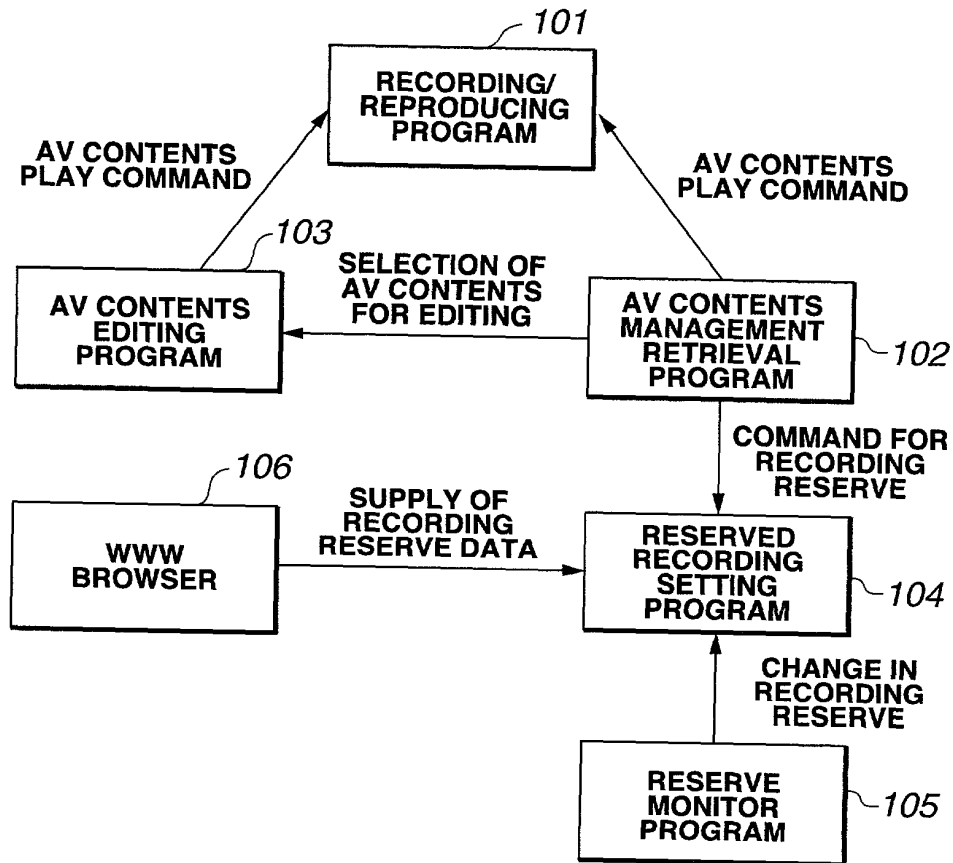 101
RECORDING/
REPRODUCING
PROGRAM
AV CONTENTS
PLAY COMMAND
AV CONTENTS
PLAY COMMAND
103
AV CONTENTS
EDITING
PROGRAM
SELECTION OF
AV CONTENTS
FOR EDITING
AV CONTENTS
MANAGEMENT
RETRIEVAL
PROGRAM
102
COMMAND FOR
RECORDING
RESERVE
106
WWW
BROWSER
SUPPLY OF
RECORDING
RESERVE DATA
RESERVED
RECORDING
SETTING
PROGRAM
104
CHANGE IN
RECORDING
RESERVE
RESERVE
MONITOR
PROGRAM
105